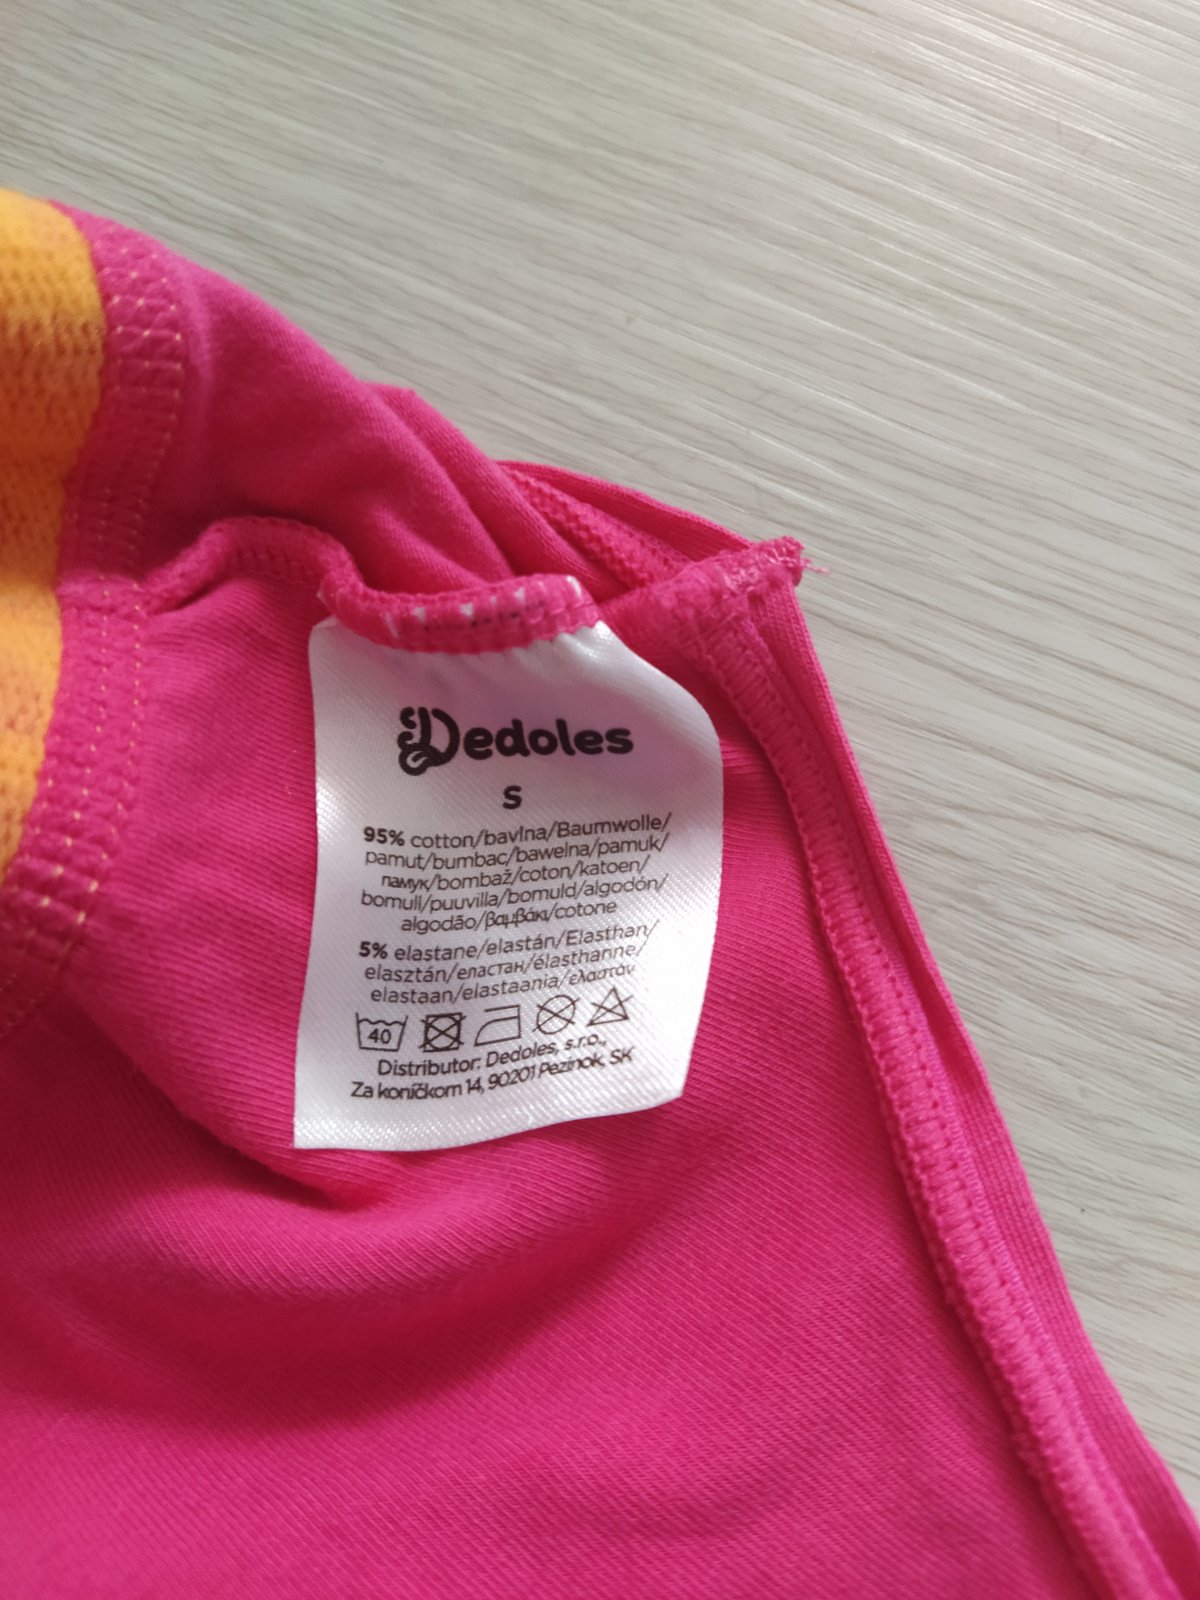 Dedoles
S
95% cotton/bavlna/Baumwolle/
pamut/bumbac/bawełna/pamuk/
памук/bombaž/coton/katoen/
bomull/puuvilla/bomuld/algodón/
algodão/βαμβάκι/cotone
5% elastane/elastán/Elasthan/
elasztán/еластан/élasthanne/
elastaan/elastaania/ελαστάν
40
Distributor: Dedoles, s.r.o.,
Za koníčkom 14, 90201 Pezinok, SK